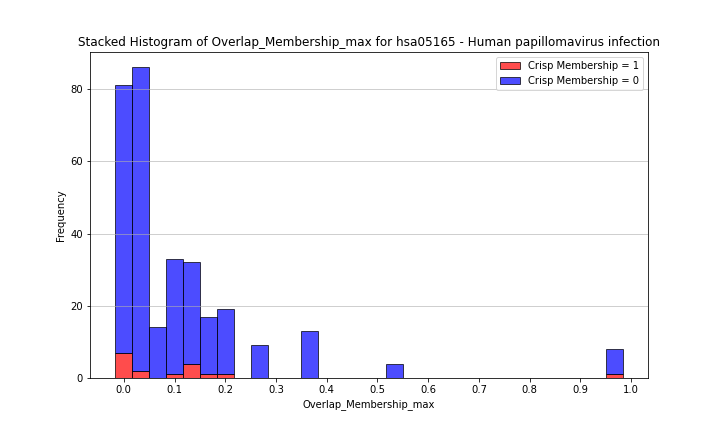 Stacked Histogram of Overlap_Membership_max for hsa05165 - Human papillomavirus infection
Crisp Membership = 1
Crisp Membership = 0
Frequency
80
60
40
20
0
0.0 0.1 0.2 0.3 0.4 0.5 0.6 0.7 0.8 0.9 1.0
Overlap_Membership_max